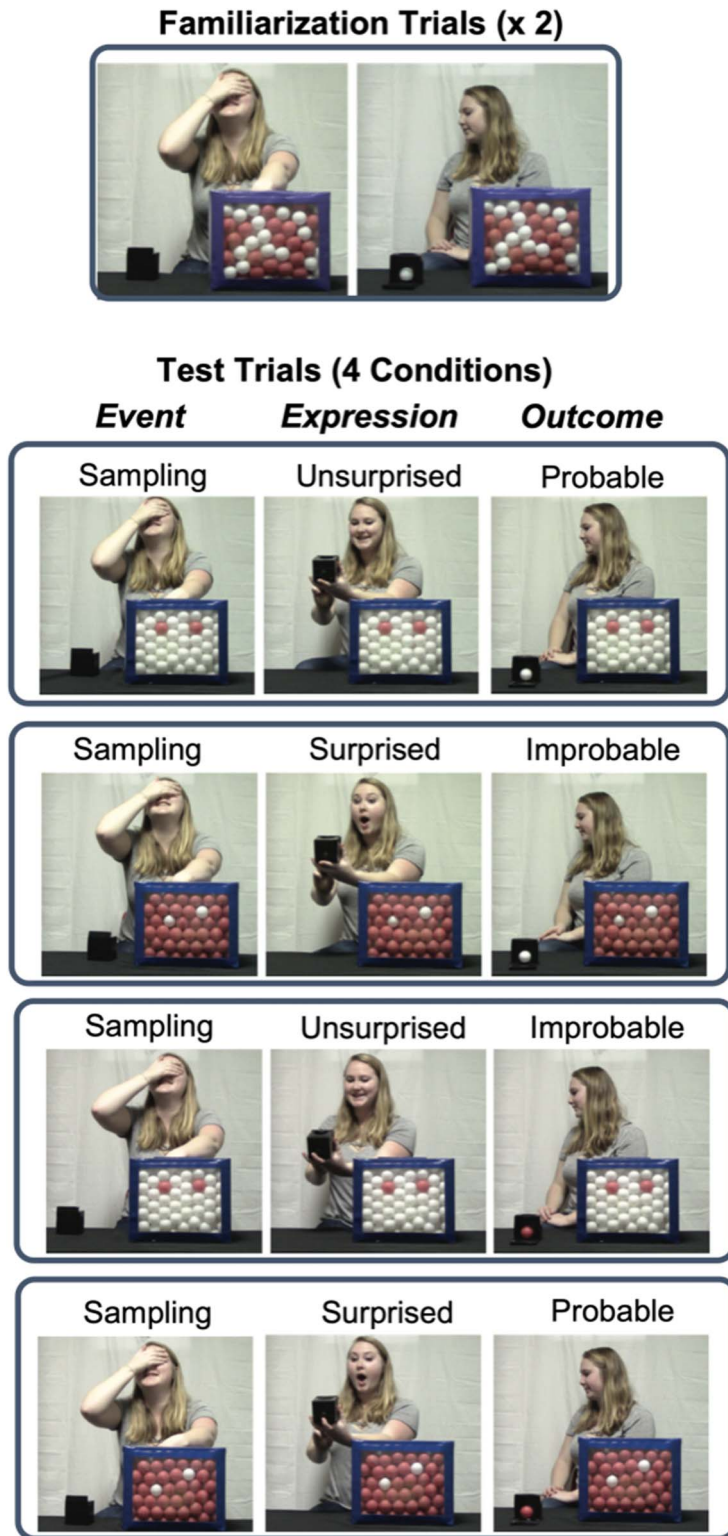 Familiarization Trials (x 2)
Test Trials (4 Conditions)
Event Expression Outcome
Sampling Unsurprised Probable
Sampling Surprised Improbable
Sampling Unsurprised Improbable
Sampling Surprised Probable